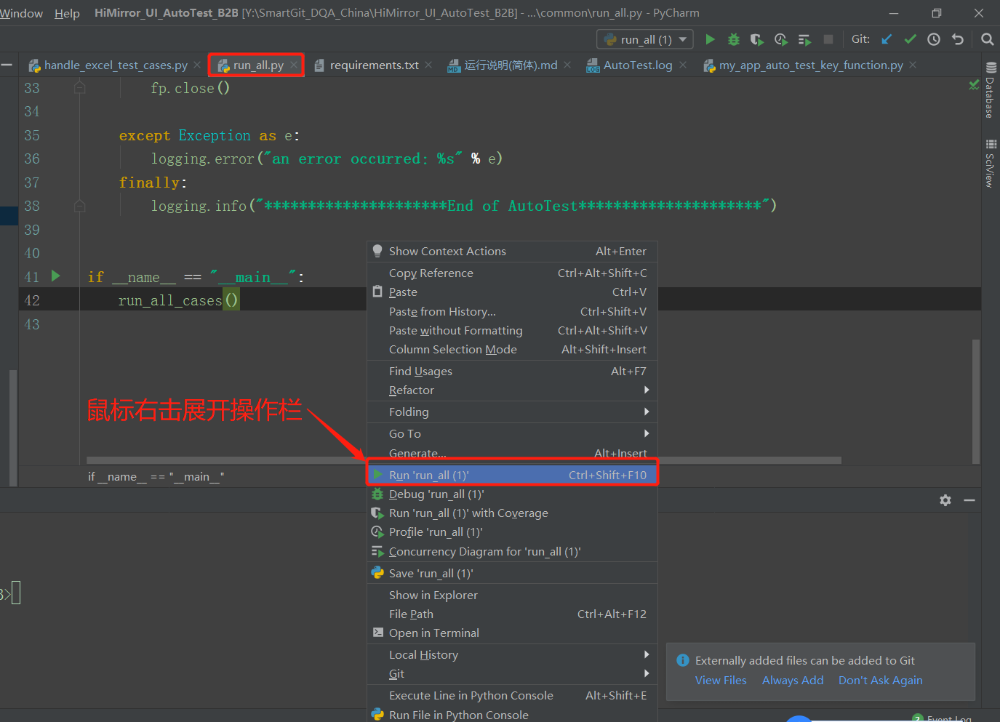 Window Help HiMirror_UI_AutoTest_B2B [Y:\SmartGit_DQA_China\HiMirror_UI_AutoTest_B2B] - ...\common\run_all.py - PyCharm
run_all (1) Git:
handle_excel_test_cases.py run_all.py requirements.txt 运行说明(简体).md AutoTest.log my_app_auto_test_key_function.py
Database
SciView
33 fp.close()
34
35 except Exception as e:
36 logging.error("an error occurred: %s" % e)
37 finally:
38 logging.info("*********************End of AutoTest*********************")
39
40
41 if __name__ == "__main__":
42 run_all_cases()
43
鼠标右击展开操作栏
if __name__ == "__main__"
Show Context Actions Alt+Enter
Copy Reference Ctrl+Alt+Shift+C
Paste Ctrl+V
Paste from History... Ctrl+Shift+V
Paste without Formatting Ctrl+Alt+Shift+V
Column Selection Mode Alt+Shift+Insert
Find Usages Alt+F7
Refactor
Folding
Go To
Generate... Alt+Insert
Run 'run_all (1)' Ctrl+Shift+F10
Debug 'run_all (1)'
Run 'run_all (1)' with Coverage
Profile 'run_all (1)'
Concurrency Diagram for 'run_all (1)'
Save 'run_all (1)'
Show in Explorer
File Path Ctrl+Alt+F12
Open in Terminal
Local History
Git
Execute Line in Python Console Alt+Shift+E
Run File in Python Console
Externally added files can be added to Git
View Files Always Add Don't Ask Again
2 Event Log